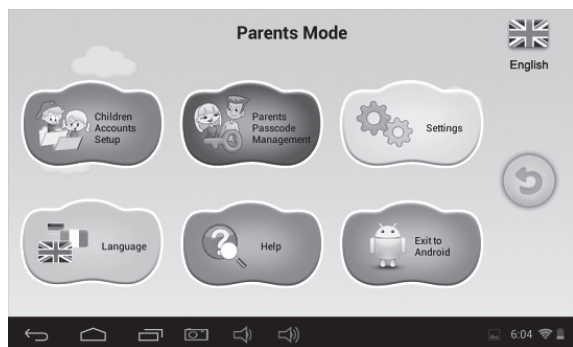 Parents Mode
English
Children
Accounts
Setup
Parents
Passcode
Management
Settings
Language
Help
Exit to
Android
6:04